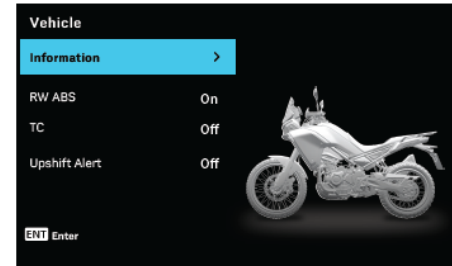 Vehicle
Information >
RW ABS On
TC Off
Upshift Alert Off
ENT Enter